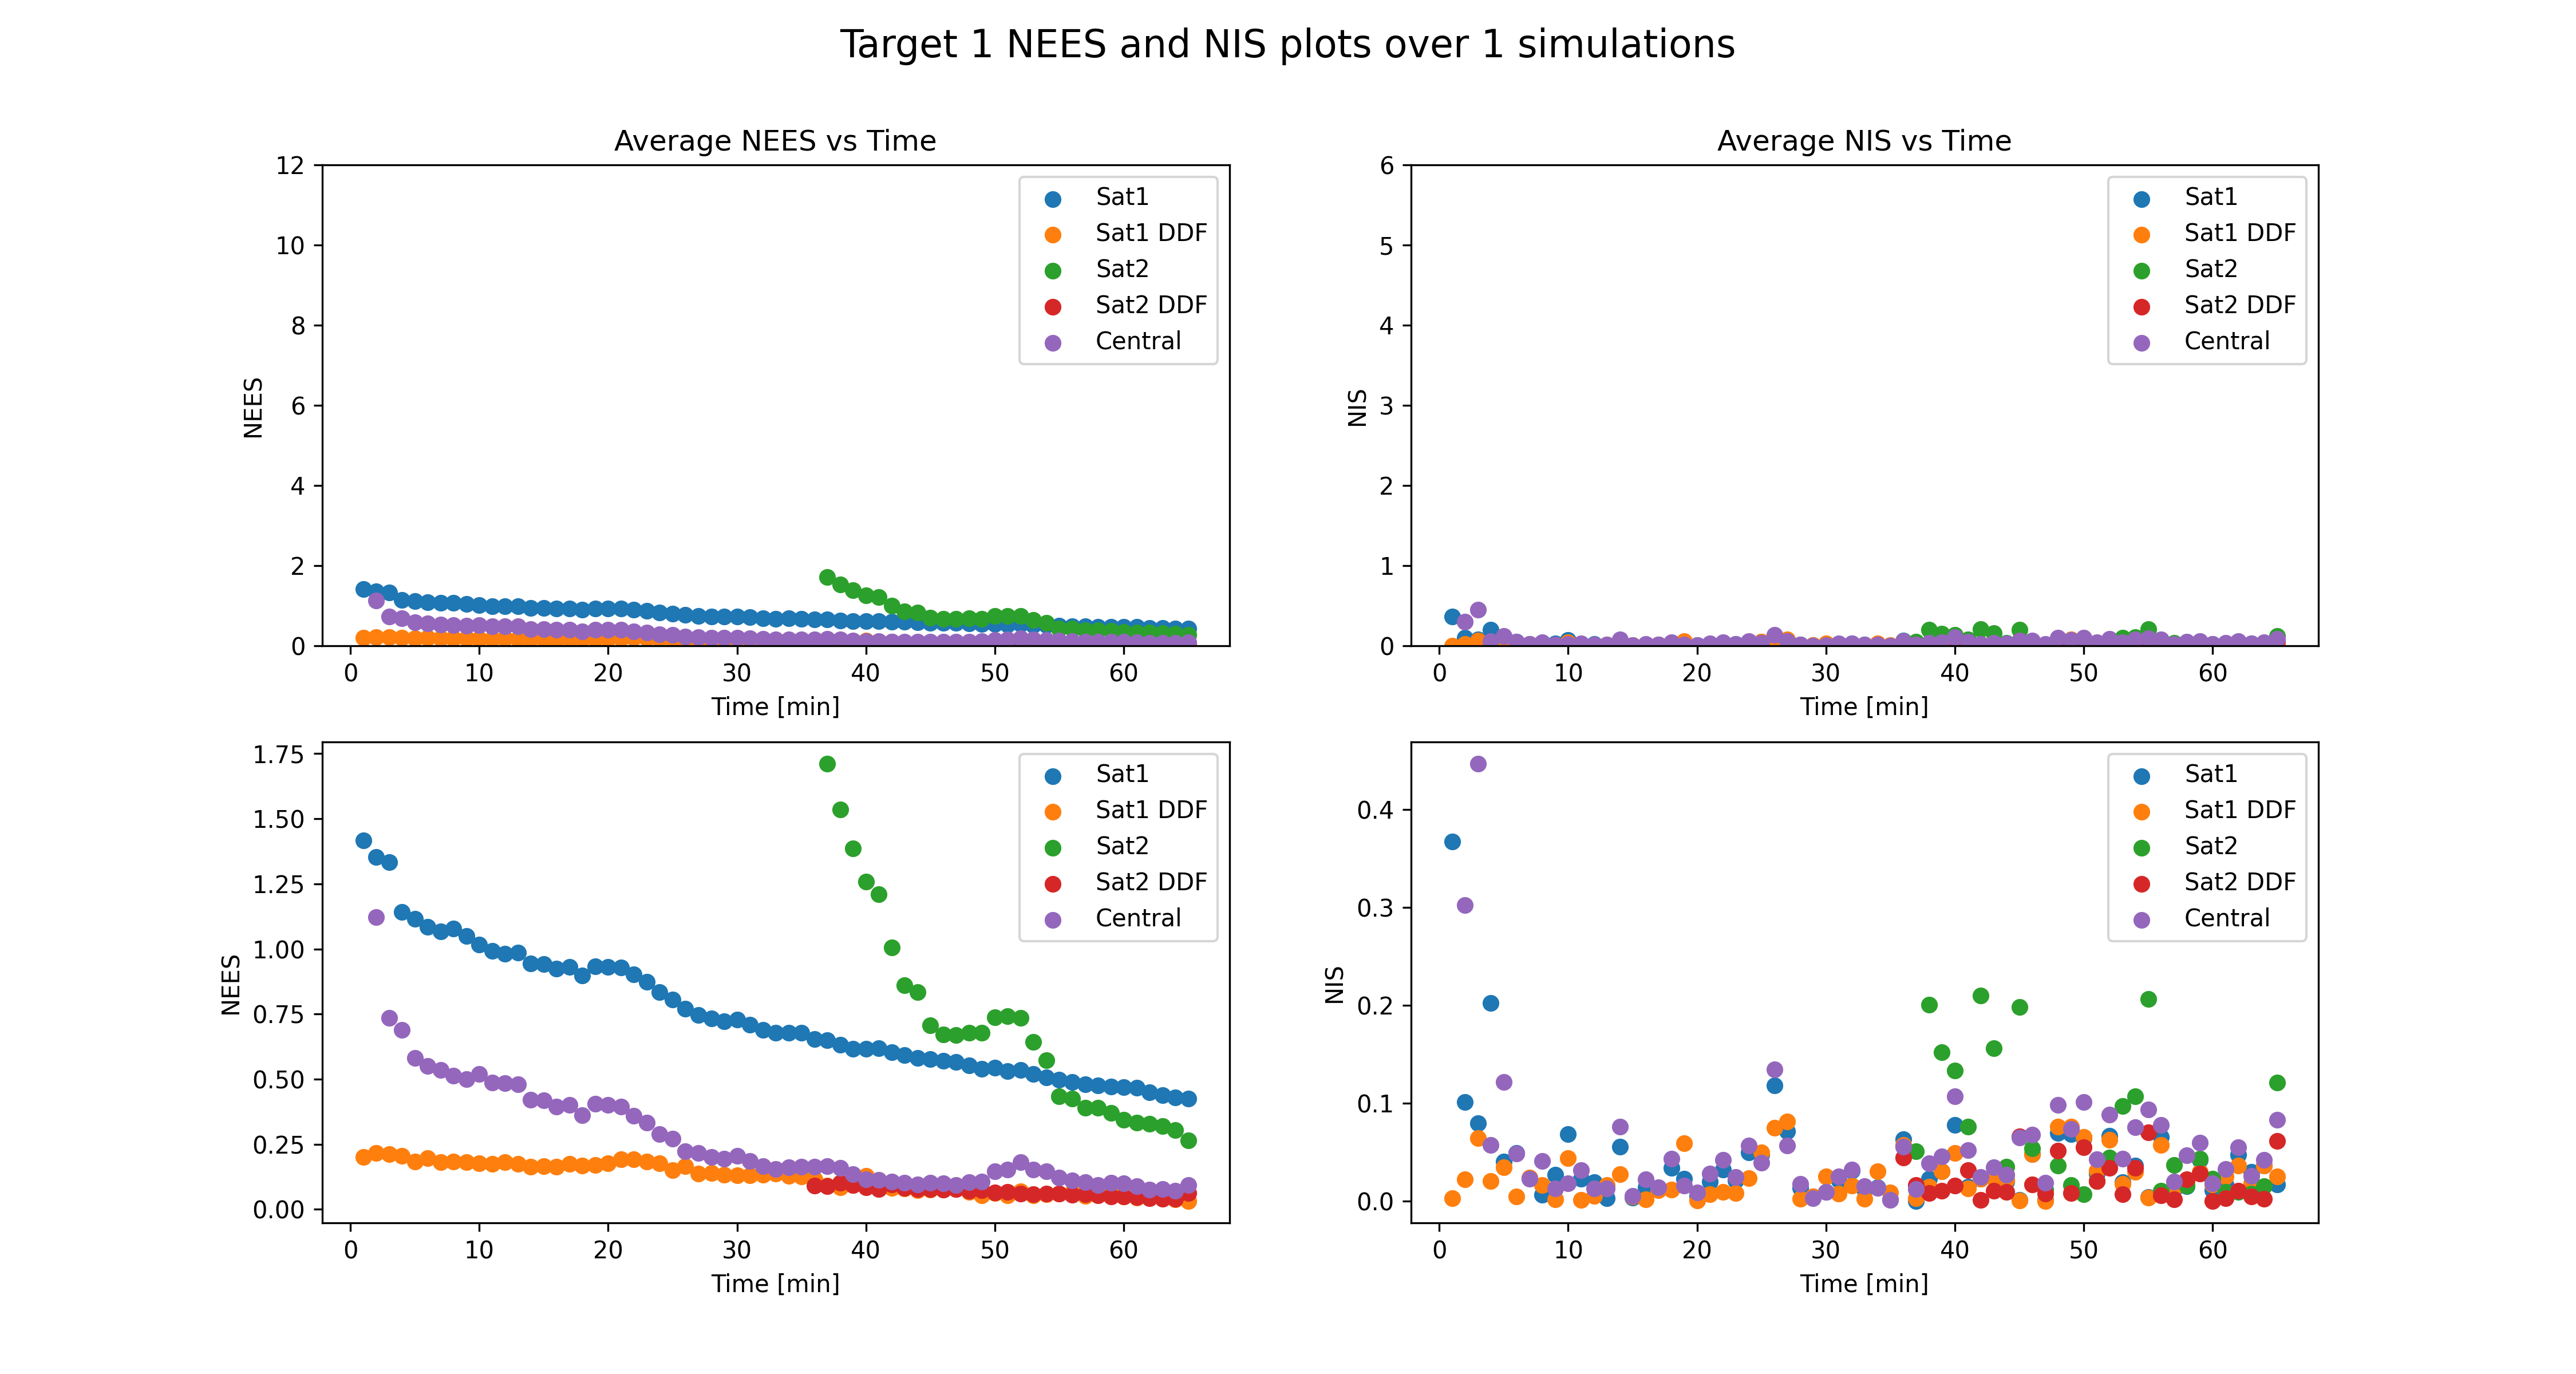 Target 1 NEES and NIS plots over 1 simulations
Average NEES vs Time
12
10
8
6
4
2
0
NEES
0 10 20 30 40 50 60
Time [min]
Sat1
Sat1 DDF
Sat2
Sat2 DDF
Central
Average NIS vs Time
6
5
4
3
2
1
0
NIS
0 10 20 30 40 50 60
Time [min]
Sat1
Sat1 DDF
Sat2
Sat2 DDF
Central
1.75
1.50
1.25
1.00
0.75
0.50
0.25
0.00
NEES
0 10 20 30 40 50 60
Time [min]
Sat1
Sat1 DDF
Sat2
Sat2 DDF
Central
0.4
0.3
0.2
0.1
0.0
NIS
0 10 20 30 40 50 60
Time [min]
Sat1
Sat1 DDF
Sat2
Sat2 DDF
Central